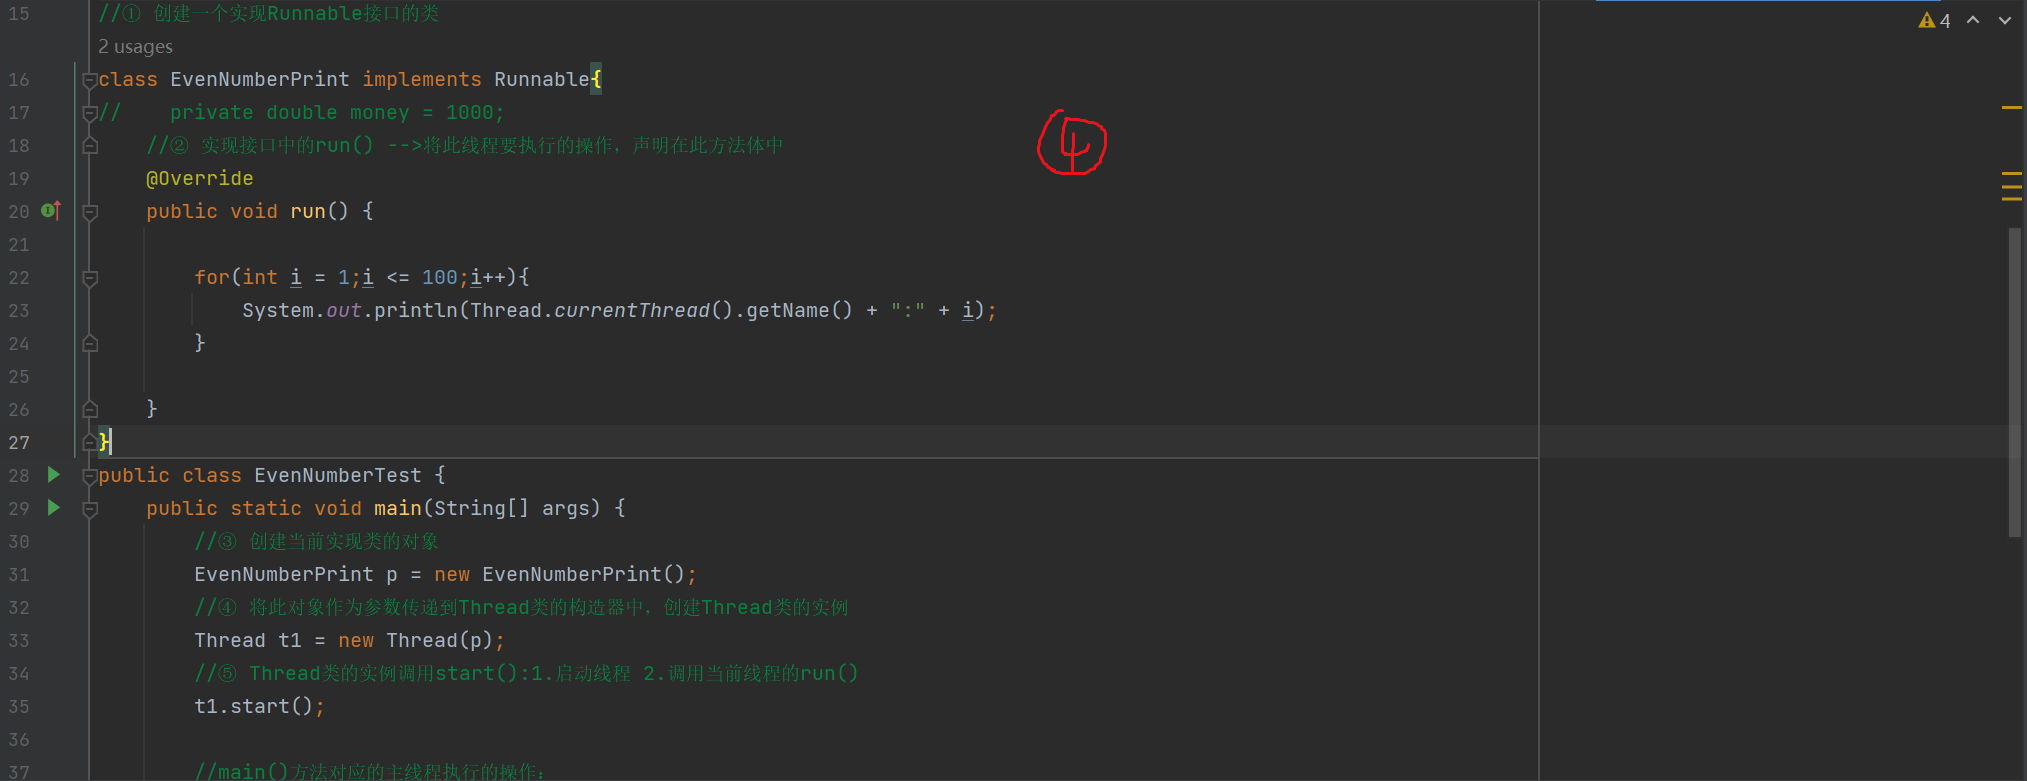 4
15 //① 创建一个实现Runnable接口的类
2 usages
16 class EvenNumberPrint implements Runnable{
17 //    private double money = 1000;
18 //② 实现接口中的run() -->将此线程要执行的操作，声明在此方法体中
19 @Override
20 public void run() {
21
22 for(int i = 1;i <= 100;i++){
23 System.out.println(Thread.currentThread().getName() + ":" + i);
24 }
25
26 }
27 }
28 public class EvenNumberTest {
29 public static void main(String[] args) {
30 //③ 创建当前实现类的对象
31 EvenNumberPrint p = new EvenNumberPrint();
32 //④ 将此对象作为参数传递到Thread类的构造器中，创建Thread类的实例
33 Thread t1 = new Thread(p);
34 //⑤ Thread类的实例调用start():1.启动线程 2.调用当前线程的run()
35 t1.start();
36
37 //main()方法对应的主线程执行的操作：
④